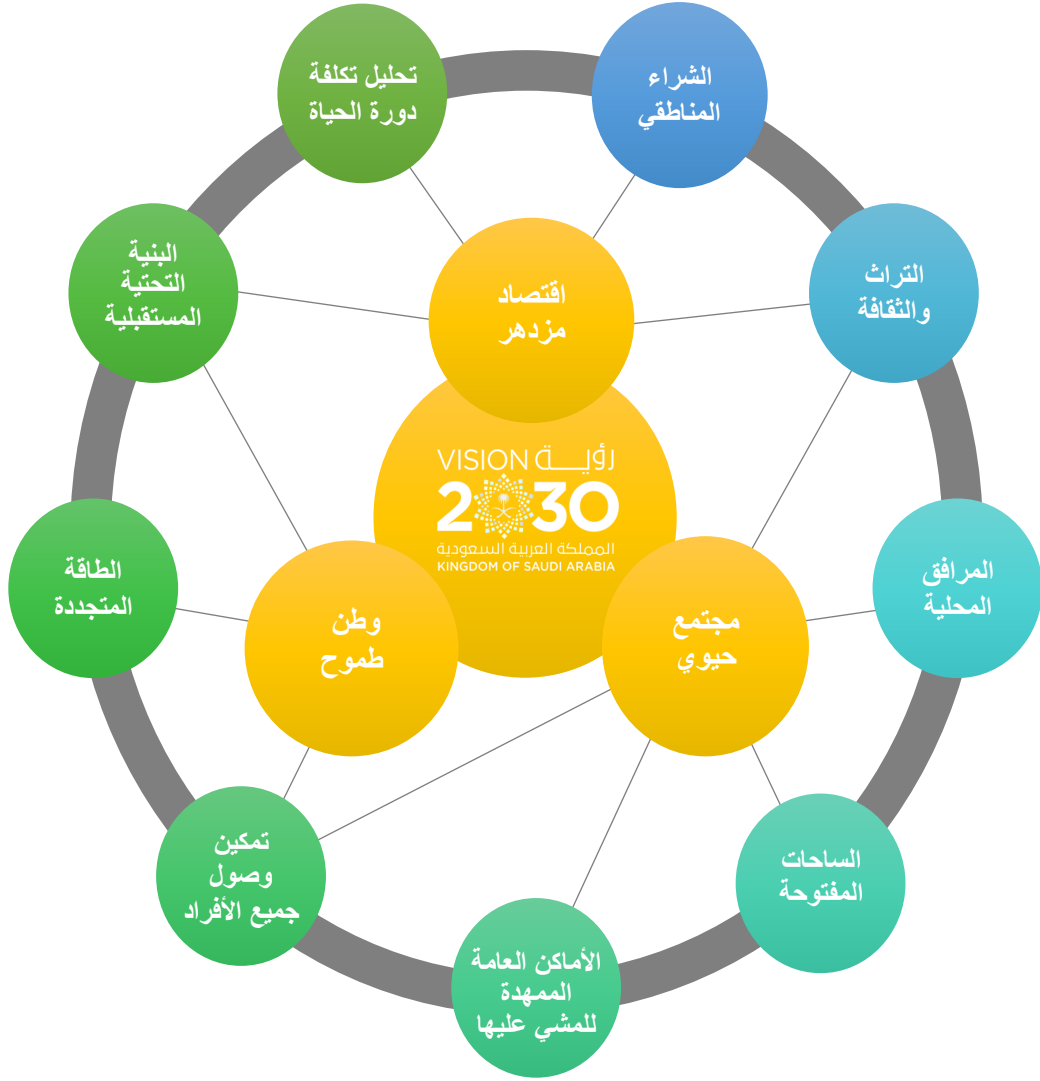 تحليل تكلفة
دورة الحياة
الشراء
المناطقي
البنية
التحتية
المستقبلية
اقتصاد
مزدهر
التراث
والثقافة
VISION رؤيــة
2030
المملكة العربية السعودية
KINGDOM OF SAUDI ARABIA
الطاقة
المتجددة
وطن
طموح
مجتمع
حيوي
المرافق
المحلية
تمكين
وصول
جميع الأفراد
الساحات
المفتوحة
الأماكن العامة
الممهدة
للمشي عليها